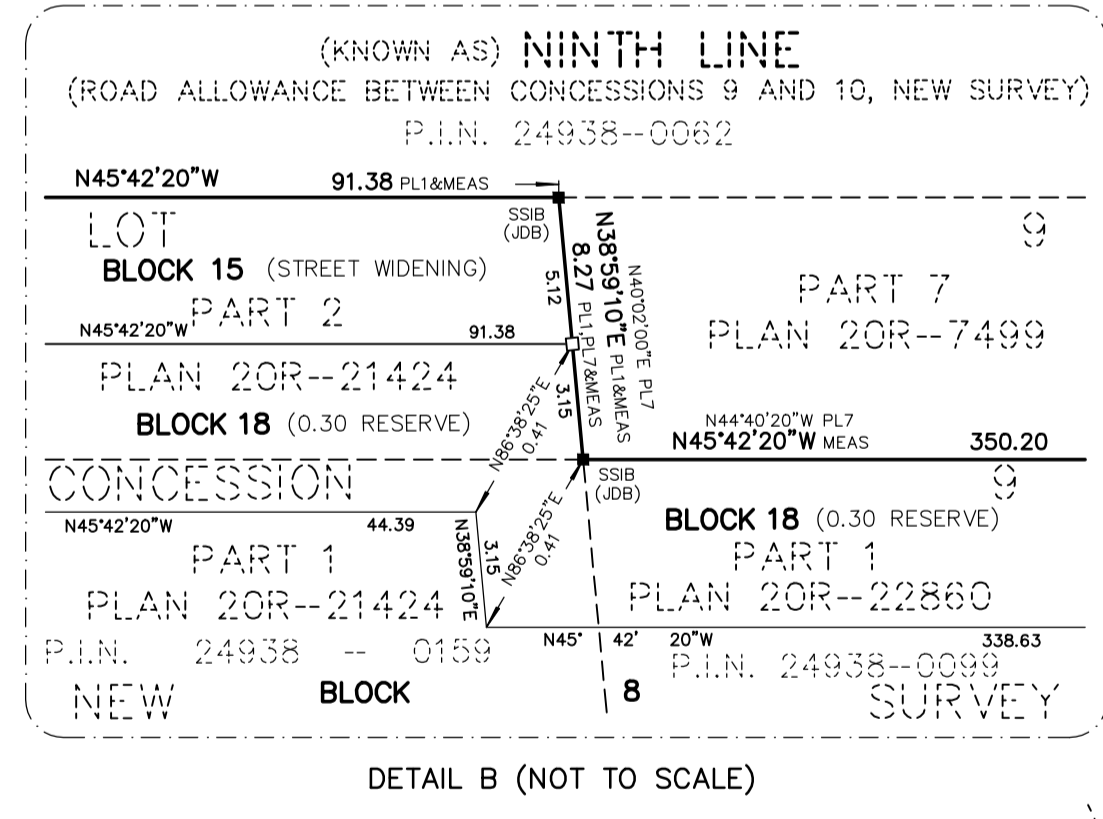 (KNOWN AS) NINTH LINE
(ROAD ALLOWANCE BETWEEN CONCESSIONS 9 AND 10, NEW SURVEY)
P.I.N. 24938--0062
N45°42'20"W 91.38 PL1&MEAS
SSIB
(JDB)
LOT 9
BLOCK 15 (STREET WIDENING)
PART 2
N45°42'20"W 91.38
5.12
8.27 PL1,PL7&MEAS
N38°59'10"E PL1&MEAS
N40°02'00"E PL7
PART 7
PLAN 20R--7499
PLAN 20R--21424
BLOCK 18 (0.30 RESERVE)
3.15
N86°38'25"E
0.41
N44°40'20"W PL7
N45°42'20"W MEAS 350.20
CONCESSION 9
SSIB
(JDB)
N45°42'20"W 44.39
N38°59'10"E
3.15
N86°38'25"E
0.41
BLOCK 18 (0.30 RESERVE)
PART 1
PLAN 20R--21424
PART 1
PLAN 20R--22860
P.I.N. 24938 -- 0159
N45° 42' 20"W 338.63
P.I.N. 24938--0099
NEW BLOCK 8 SURVEY
DETAIL B (NOT TO SCALE)